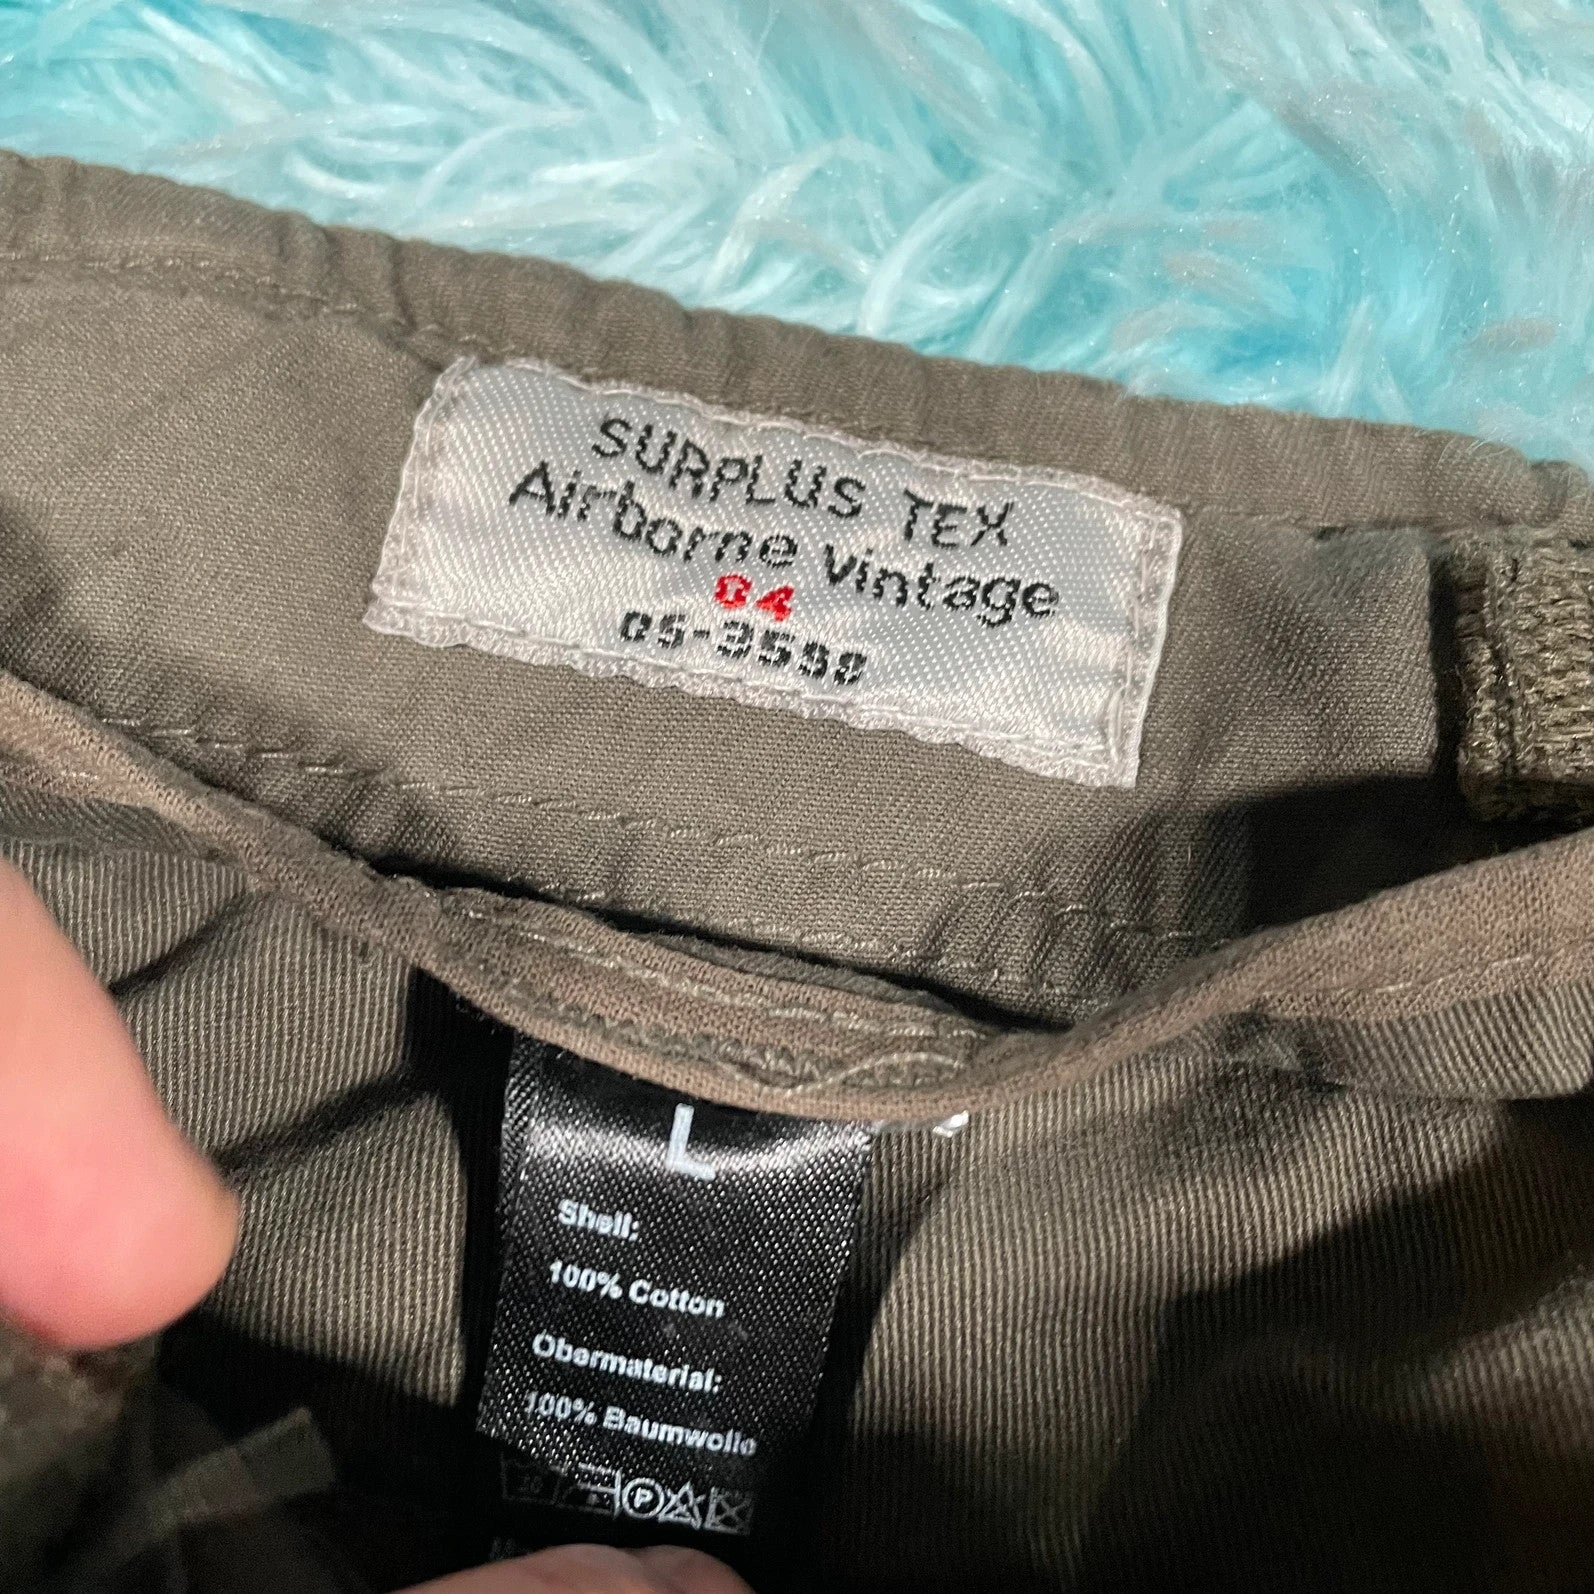 SURPLUS TEX
Airborne vintage
04
05-3598
L
Shell:
100% Cotton
Obermaterial:
100% Baumwolle
P